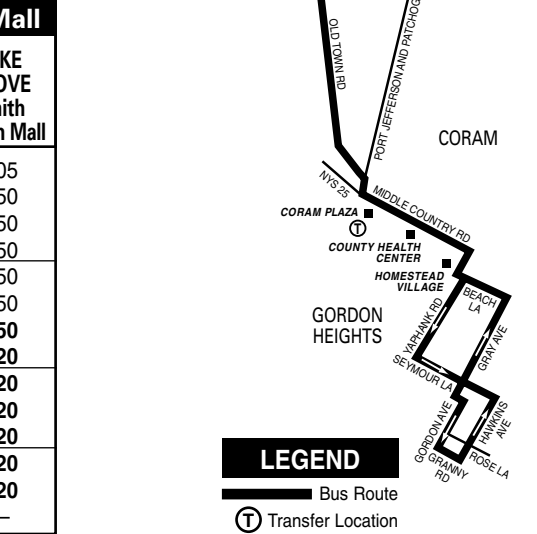 Mall
KE
OVE
ith
n Mall
05
50
50
50
50
50
50
20
20
20
20
20
20
–
OLD TOWN RD
PORT JEFFERSON AND PATCHOG
CORAM
NYS 25
MIDDLE COUNTRY RD
CORAM PLAZA
T
COUNTY HEALTH
CENTER
HOMESTEAD
VILLAGE
GORDON
HEIGHTS
BEACH
LA
YAPHANK RD
GRAY AVE
SEYMOUR LA
GORDON AVE
HAWKINS
AVE
GRANNY
RD
ROSE LA
LEGEND
Bus Route
T Transfer Location